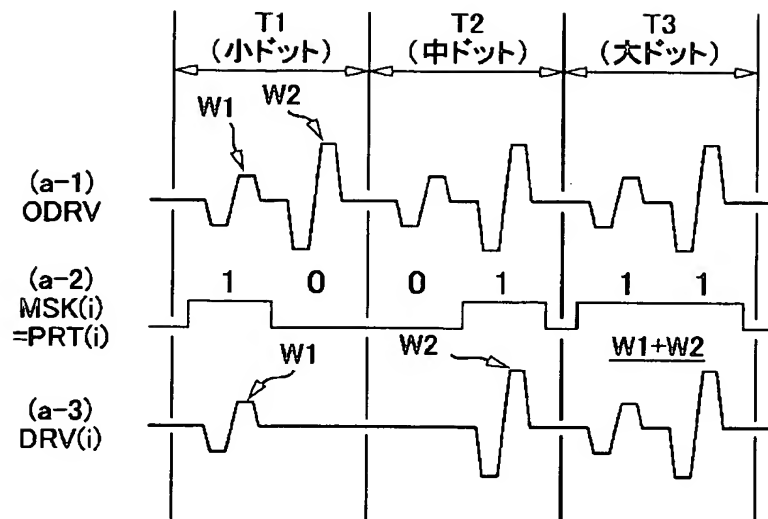 T1 T2 T3
(小ドット) (中ドット) (大ドット)
W1 W2
(a-1)
ODRV
(a-2) 1 0 0 1 1 1
MSK(i)
=PRT(i)
W1 W2 W1+W2
(a-3)
DRV(i)